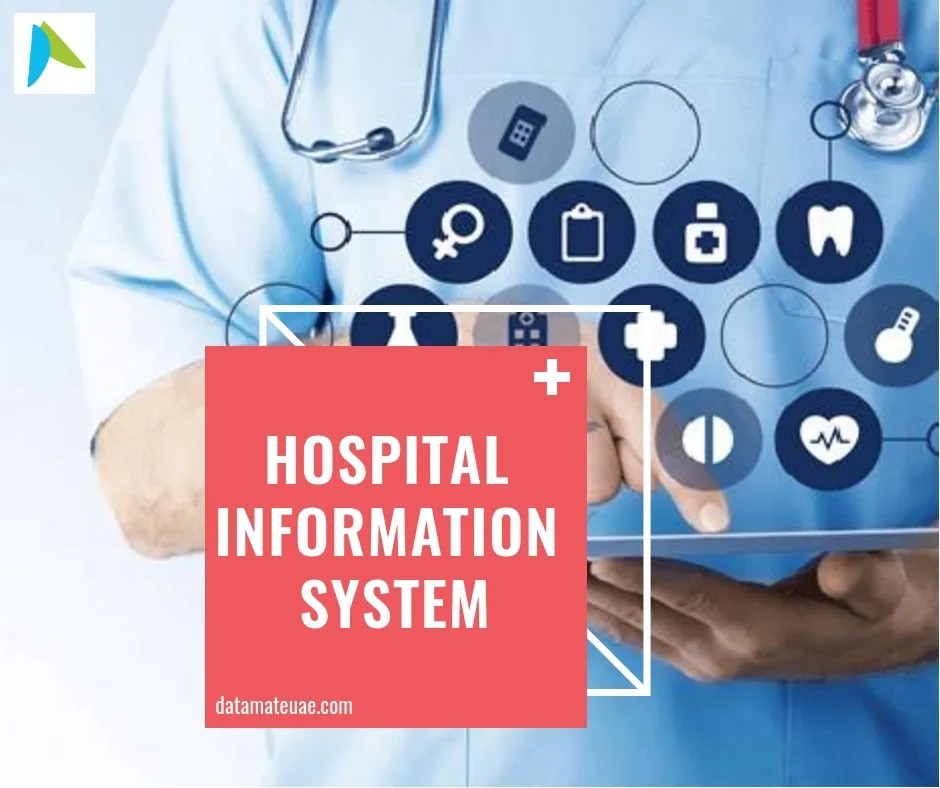 HOSPITAL
INFORMATION
SYSTEM
datamateuae.com